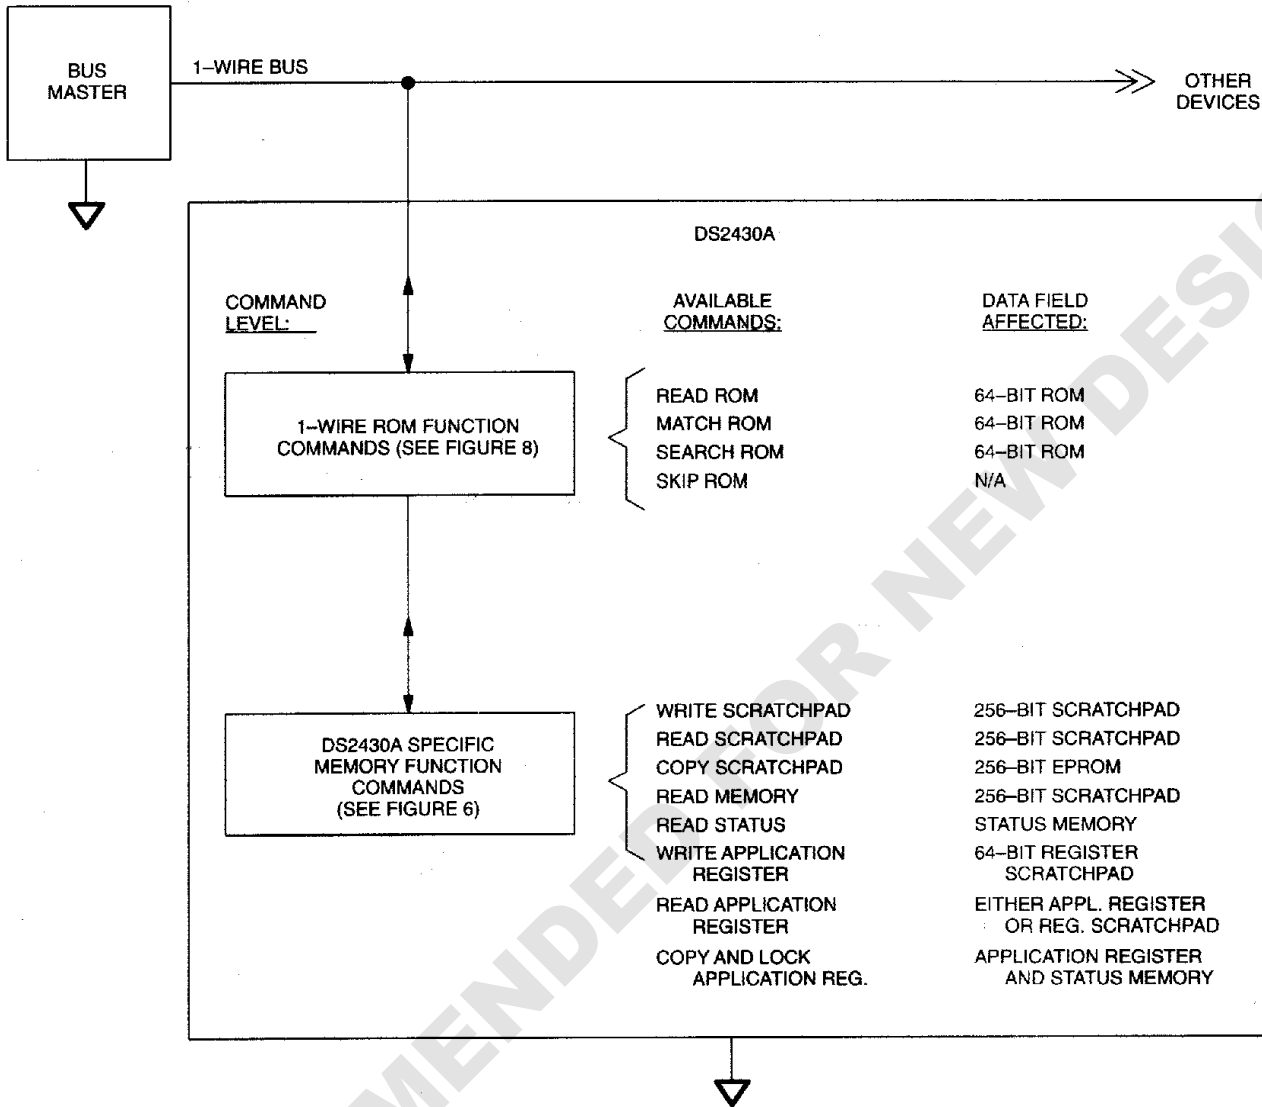 BUS
MASTER
1–WIRE BUS
OTHER
DEVICES
DS2430A
COMMAND
LEVEL:
AVAILABLE
COMMANDS:
DATA FIELD
AFFECTED:
1–WIRE ROM FUNCTION
COMMANDS (SEE FIGURE 8)
READ ROM 64–BIT ROM
MATCH ROM 64–BIT ROM
SEARCH ROM 64–BIT ROM
SKIP ROM N/A
DS2430A SPECIFIC
MEMORY FUNCTION
COMMANDS
(SEE FIGURE 6)
WRITE SCRATCHPAD 256–BIT SCRATCHPAD
READ SCRATCHPAD 256–BIT SCRATCHPAD
COPY SCRATCHPAD 256–BIT EPROM
READ MEMORY 256–BIT SCRATCHPAD
READ STATUS STATUS MEMORY
WRITE APPLICATION 64–BIT REGISTER
REGISTER SCRATCHPAD
READ APPLICATION EITHER APPL. REGISTER
REGISTER OR REG. SCRATCHPAD
COPY AND LOCK APPLICATION REGISTER
APPLICATION REG. AND STATUS MEMORY
MENDED FOR NEW DESIG